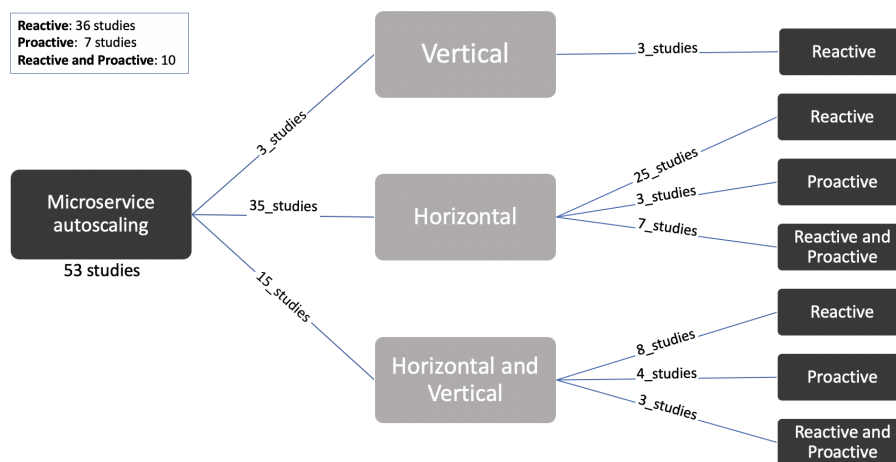 Reactive: 36 studies
Proactive:  7 studies
Reactive and Proactive: 10
Microservice
autoscaling
53 studies
3_studies
35_studies
15_studies
Vertical
Horizontal
Horizontal and
Vertical
3_studies
Reactive
25_studies
Reactive
3_studies
Proactive
7_studies
Reactive and
Proactive
8_studies
Reactive
4_studies
Proactive
3_studies
Reactive and
Proactive